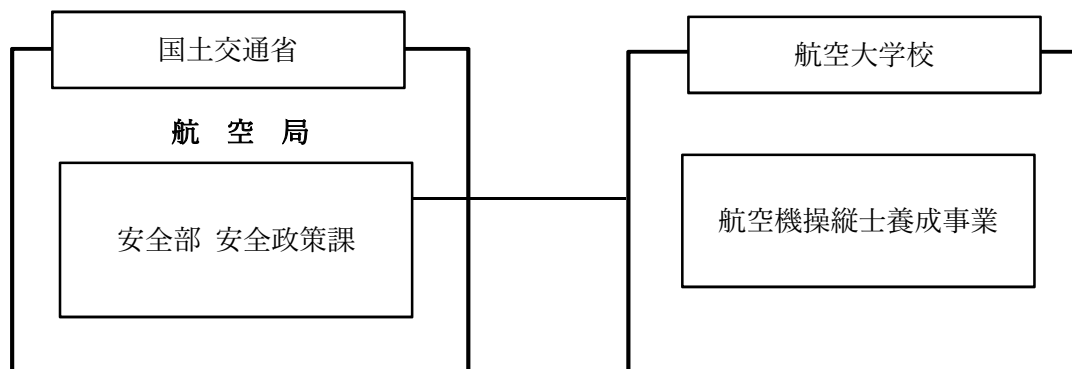 国土交通省
航空局
安全部 安全政策課
航空大学校
航空機操縦士養成事業